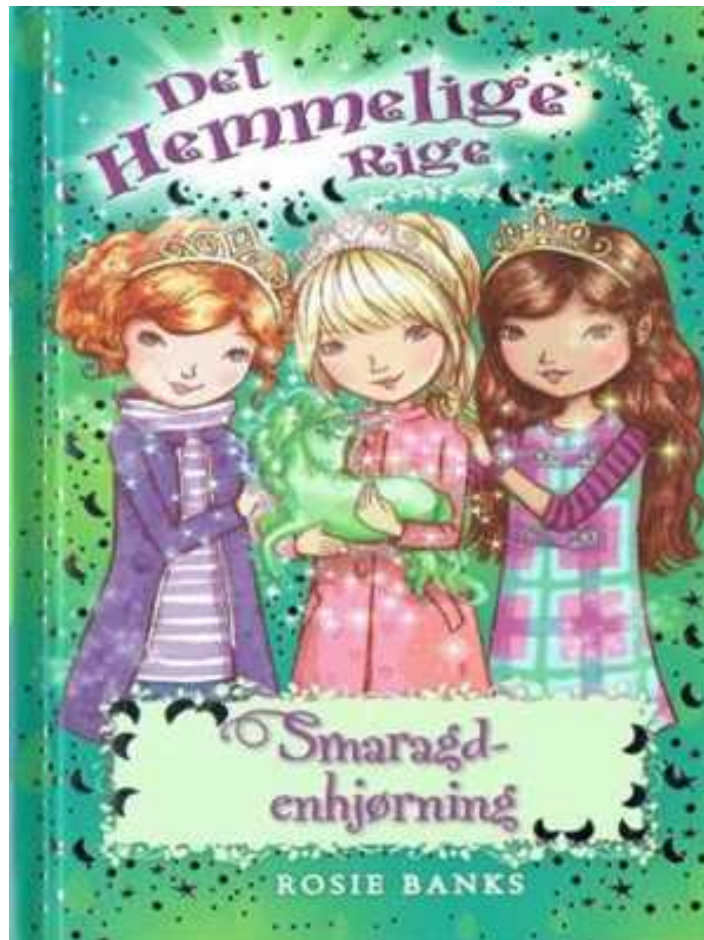 Det
Hemmelige
Rige
Smaragd-
enhjørning
ROSIE BANKS